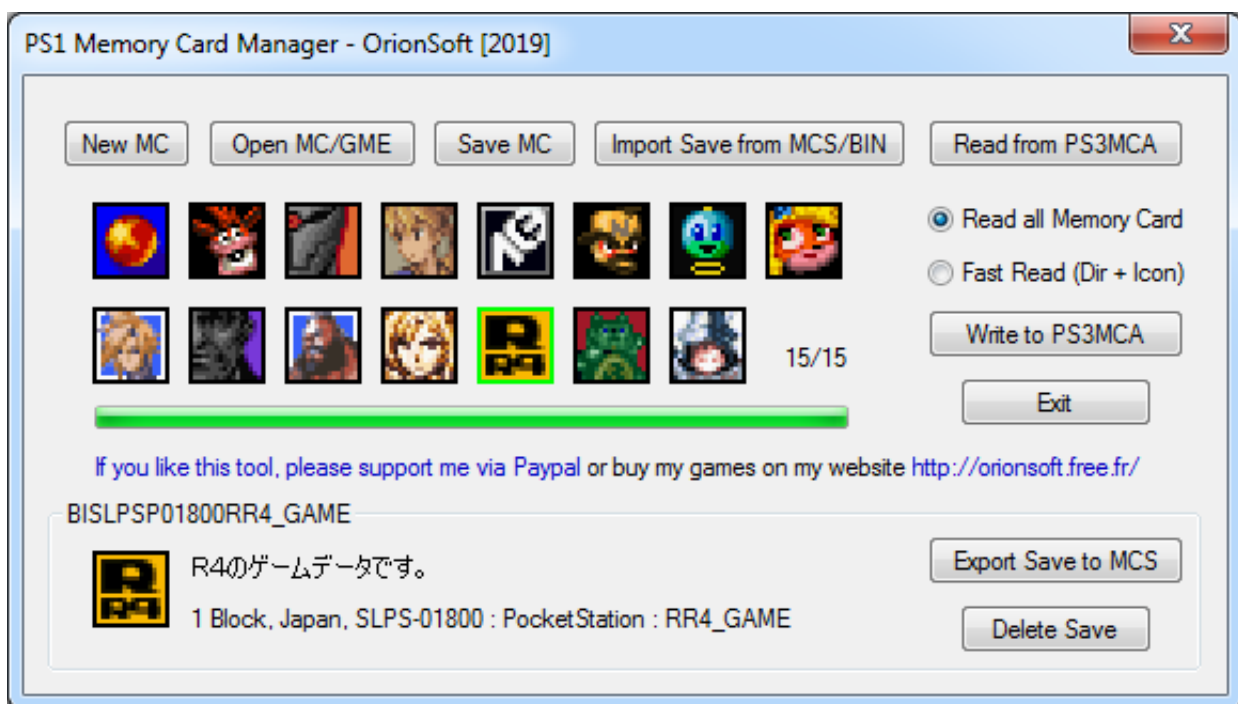 PS1 Memory Card Manager - OrionSoft [2019]
New MC
Open MC/GME
Save MC
Import Save from MCS/BIN
Read from PS3MCA
Read all Memory Card
Fast Read (Dir + Icon)
15/15
Write to PS3MCA
Exit
If you like this tool, please support me via Paypal or buy my games on my website http://orionsoft.free.fr/
BISLPSP01800RR4_GAME
R R4
R4のゲームデータです。
1 Block, Japan, SLPS-01800 : PocketStation : RR4_GAME
Export Save to MCS
Delete Save